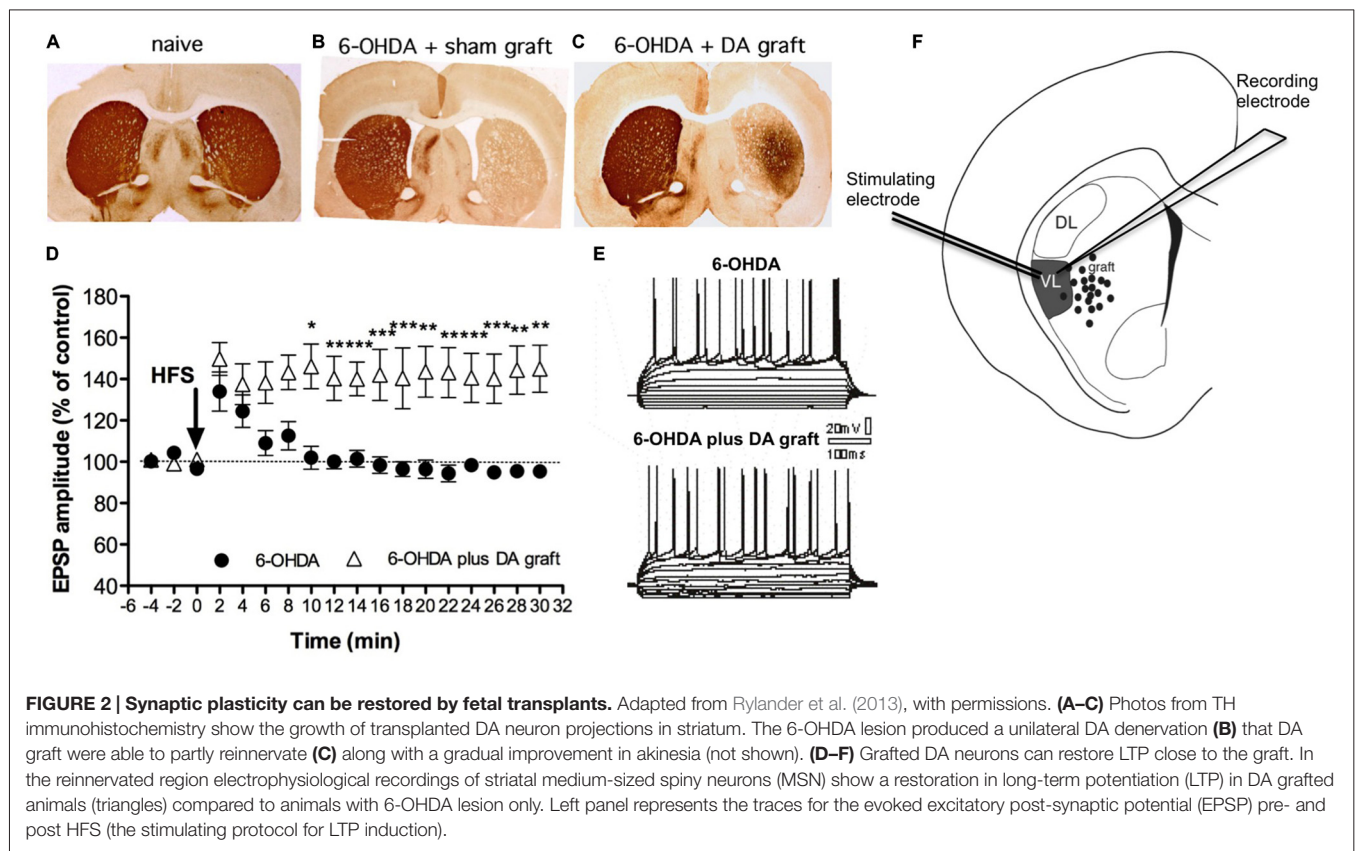 A
naive
B
6-OHDA + sham graft
C
6-OHDA + DA graft
F
Recording
electrode
Stimulating
electrode
DL
VL
graft
D
EPSP amplitude (% of control)
180
160
140
120
100
80
60
40
HFS
* ******* *** *** ** ***** *** ** **
6-OHDA
6-OHDA plus DA graft
-6 -4 -2 0 2 4 6 8 10 12 14 16 18 20 22 24 26 28 30 32
Time (min)
E
6-OHDA
6-OHDA plus DA graft
20mV
100ms
FIGURE 2 | Synaptic plasticity can be restored by fetal transplants. Adapted from Rylander et al. (2013), with permissions. (A–C) Photos from TH
immunohistochemistry show the growth of transplanted DA neuron projections in striatum. The 6-OHDA lesion produced a unilateral DA denervation (B) that DA
graft were able to partly reinnervate (C) along with a gradual improvement in akinesia (not shown). (D–F) Grafted DA neurons can restore LTP close to the graft. In
the reinnervated region electrophysiological recordings of striatal medium-sized spiny neurons (MSN) show a restoration in long-term potentiation (LTP) in DA grafted
animals (triangles) compared to animals with 6-OHDA lesion only. Left panel represents the traces for the evoked excitatory post-synaptic potential (EPSP) pre- and
post HFS (the stimulating protocol for LTP induction).